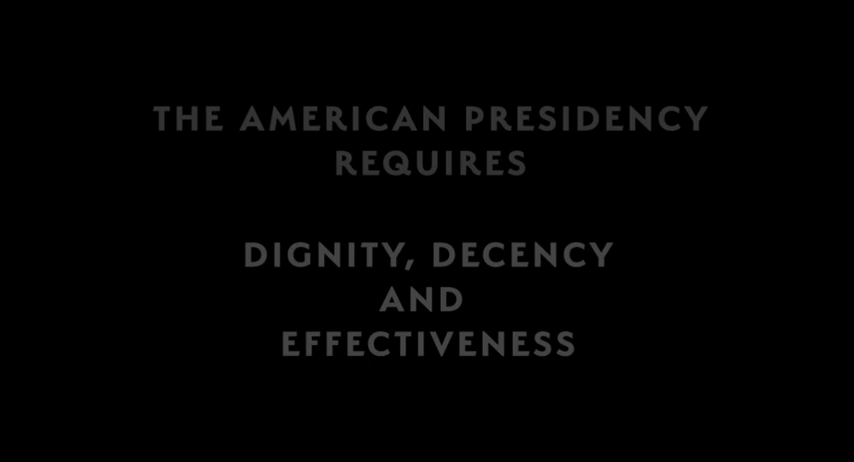 THE AMERICAN PRESIDENCY
REQUIRES
DIGNITY, DECENCY
AND
EFFECTIVENESS